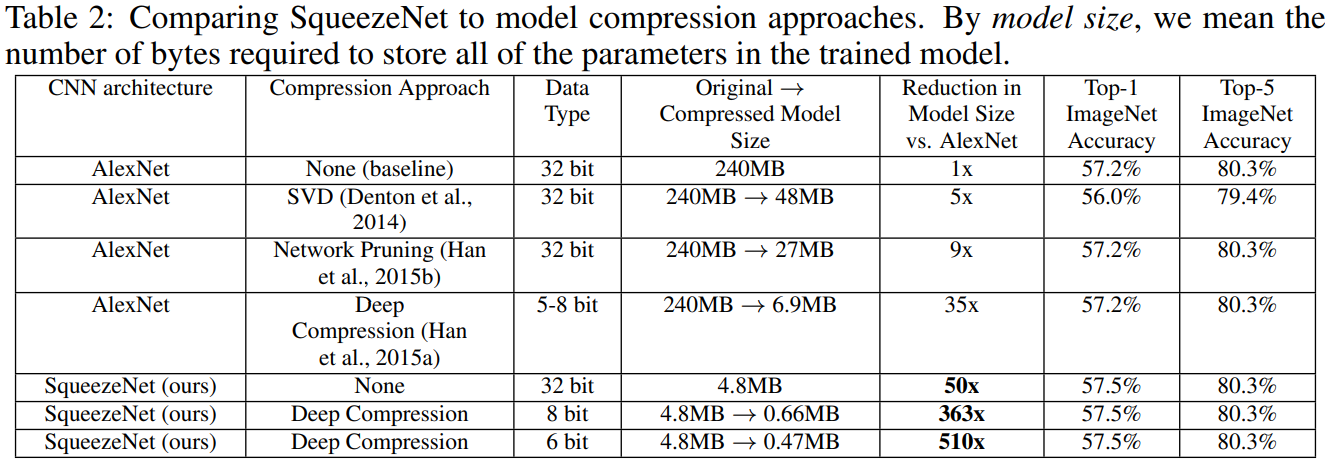 Table 2: Comparing SqueezeNet to model compression approaches. By model size, we mean the
number of bytes required to store all of the parameters in the trained model.
CNN architecture Compression Approach Data Type Original → Compressed Model Size Reduction in Model Size vs. AlexNet Top-1 ImageNet Accuracy Top-5 ImageNet Accuracy
AlexNet None (baseline) 32 bit 240MB 1x 57.2% 80.3%
AlexNet SVD (Denton et al., 2014) 32 bit 240MB → 48MB 5x 56.0% 79.4%
AlexNet Network Pruning (Han et al., 2015b) 32 bit 240MB → 27MB 9x 57.2% 80.3%
AlexNet Deep Compression (Han et al., 2015a) 5-8 bit 240MB → 6.9MB 35x 57.2% 80.3%
SqueezeNet (ours) None 32 bit 4.8MB 50x 57.5% 80.3%
SqueezeNet (ours) Deep Compression 8 bit 4.8MB → 0.66MB 363x 57.5% 80.3%
SqueezeNet (ours) Deep Compression 6 bit 4.8MB → 0.47MB 510x 57.5% 80.3%